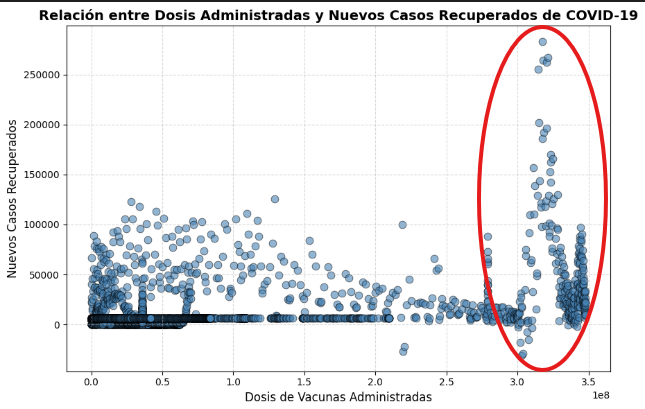 Relación entre Dosis Administradas y Nuevos Casos Recuperados de COVID-19
Nuevos Casos Recuperados
250000
200000
150000
100000
50000
0
0.0 0.5 1.0 1.5 2.0 2.5 3.0 3.5
1e8
Dosis de Vacunas Administradas